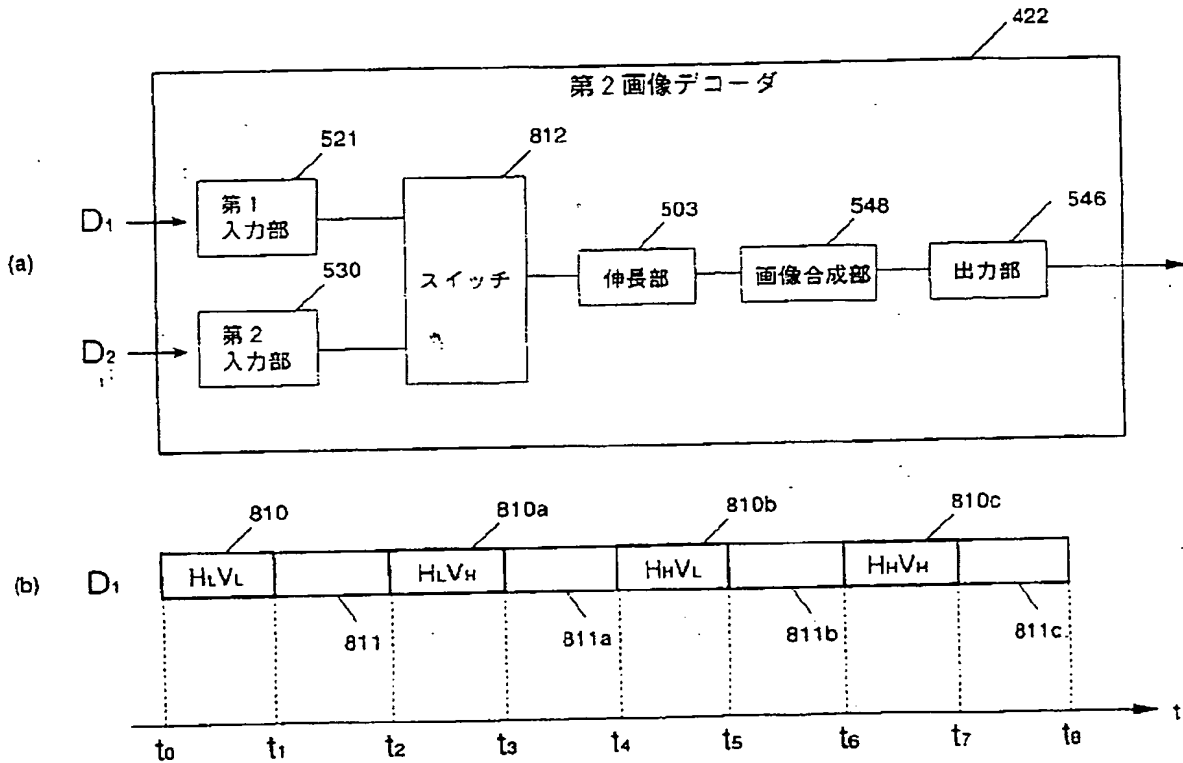 422
第2画像デコーダ
521
812
D1
第1
入力部
503
548
546
(a)
スイッチ
伸長部
画像合成部
出力部
530
D2
第2
入力部
810
810a
810b
810c
(b)
D1
HLVL
HLVH
HHVL
HHVH
811
811a
811b
811c
t
t0
t1
t2
t3
t4
t5
t6
t7
t8